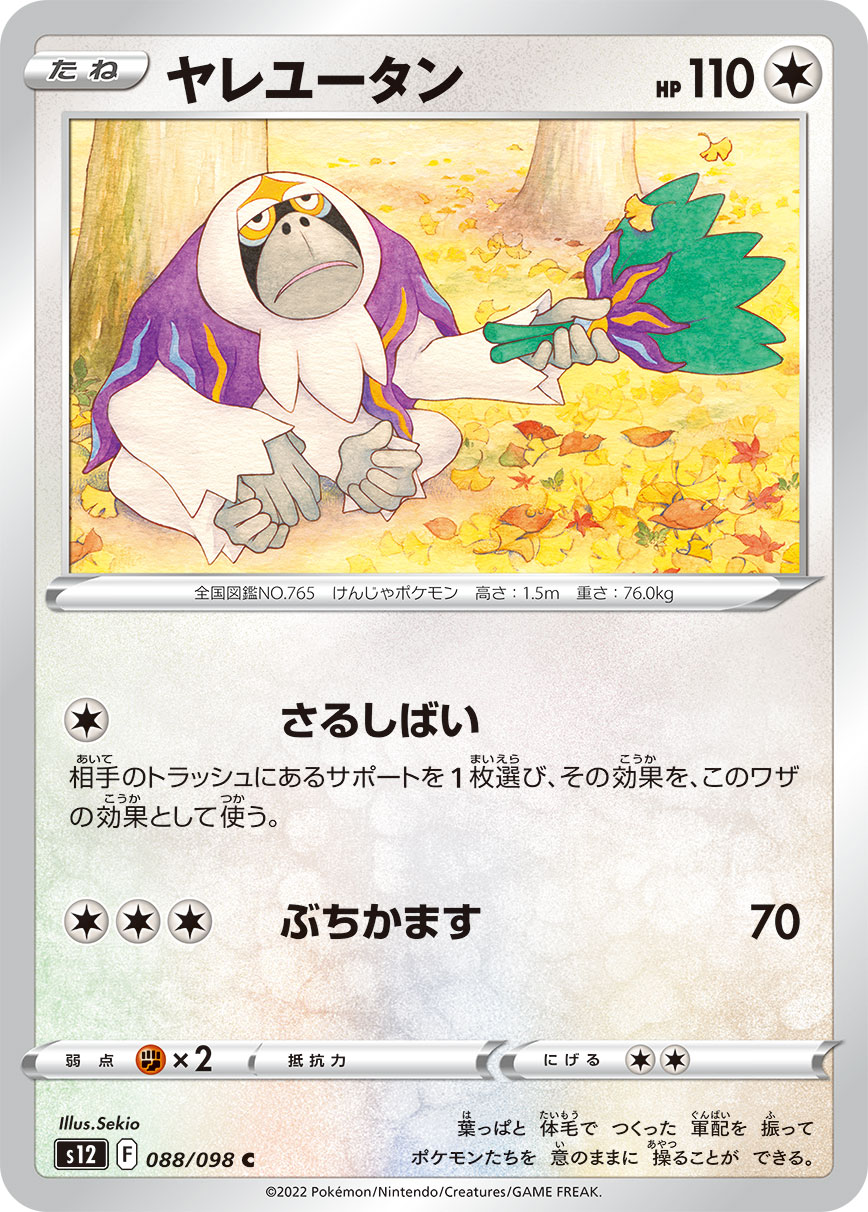 たね ヤレユータン HP 110
全国図鑑NO.765 けんじゃポケモン 高さ：1.5m 重さ：76.0kg
さるしばい
相手のトラッシュにあるサポートを1枚選び、その効果を、このワザ
の効果として使う。
ぶちかます 70
弱点 ×2 抵抗力 にげる
Illus.Sekio
葉っぱと 体毛で つくった 軍配を 振って
ポケモンたちを 意のままに 操ることが できる。
s12 F 088/098 C
©2022 Pokémon/Nintendo/Creatures/GAME FREAK.